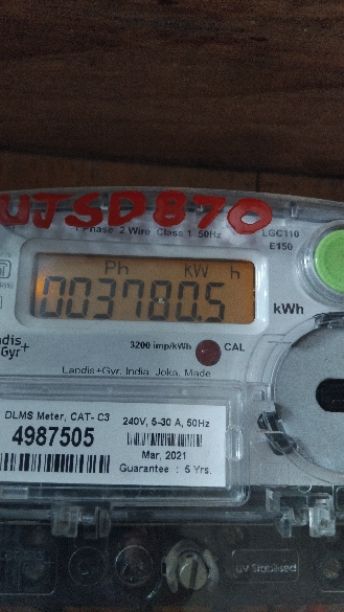 UJSD870
1 Phase 2 Wire Class 1 50Hz
LGC110
E150
Ph KW h
003780.5
kWh
Landis
Gyr+
3200 imp/kWh
CAL
Landis+Gyr, India, Joka, Made
DLMS Meter, CAT- C3
240V, 5-30 A, 50Hz
4987505
Mar, 2021
Guarantee : 5 Yrs.
UV Stabilised